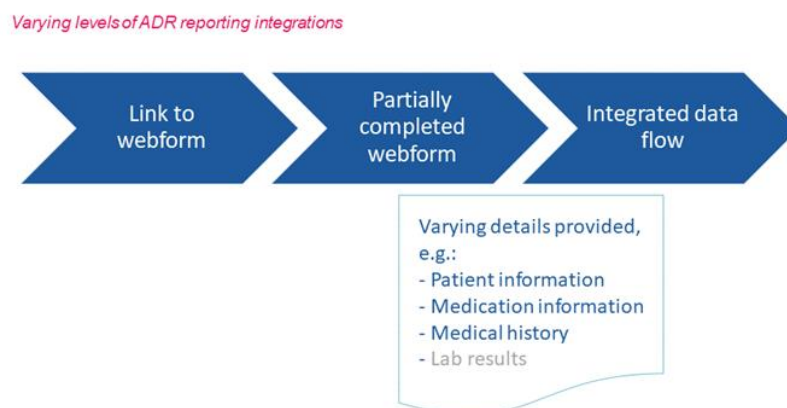 Varying levels of ADR reporting integrations
Link to
webform
Partially
completed
webform
Integrated data
flow
Varying details provided,
e.g.:
- Patient information
- Medication information
- Medical history
- Lab results